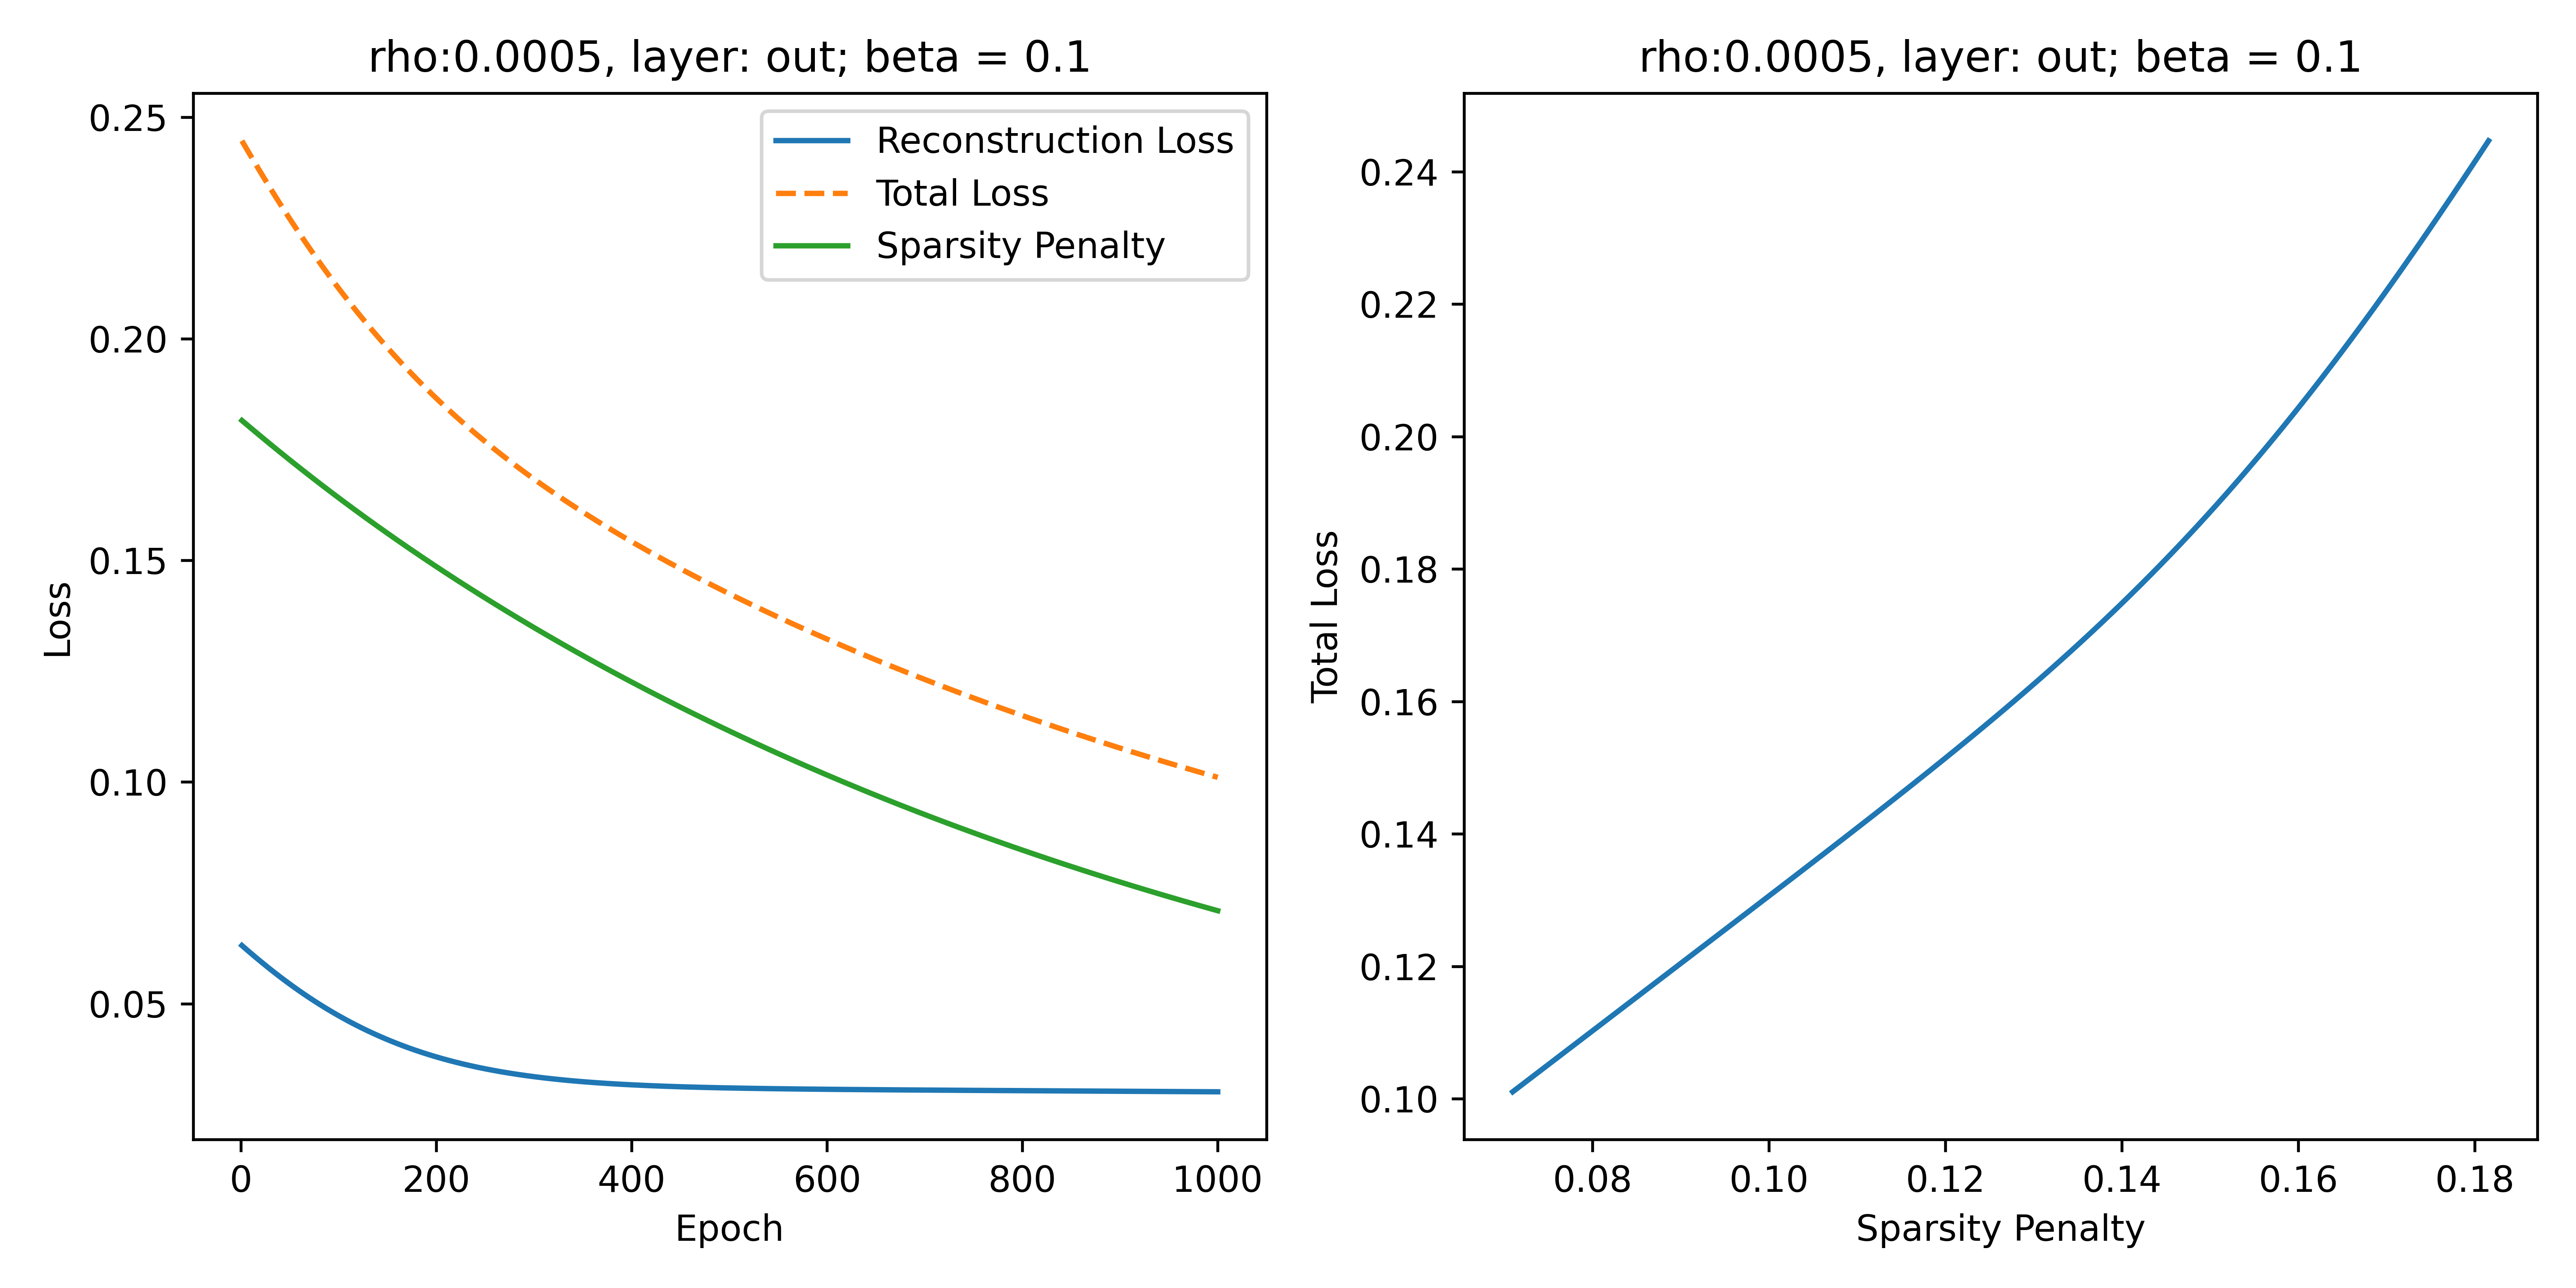 rho:0.0005, layer: out; beta = 0.1
0.25
0.20
0.15
0.10
0.05
Loss
Reconstruction Loss
Total Loss
Sparsity Penalty
0 200 400 600 800 1000
Epoch
rho:0.0005, layer: out; beta = 0.1
0.24
0.22
0.20
0.18
0.16
0.14
0.12
0.10
Total Loss
0.08 0.10 0.12 0.14 0.16 0.18
Sparsity Penalty